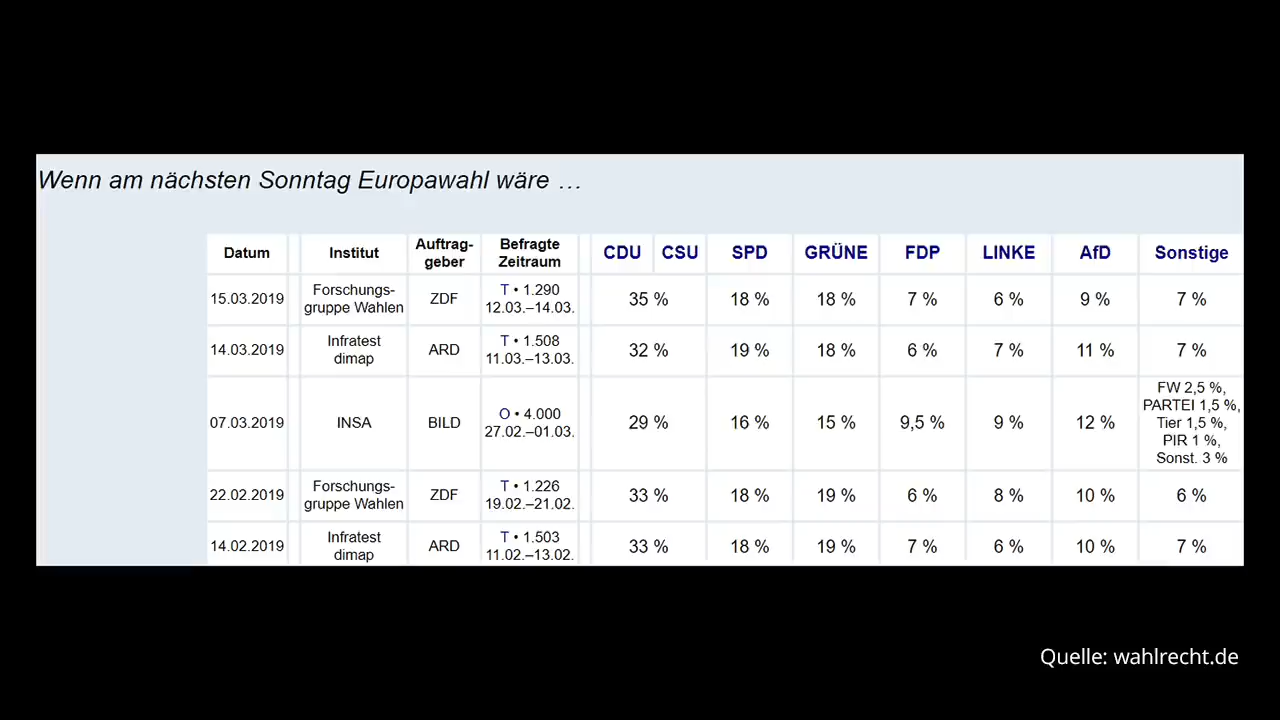 Wenn am nächsten Sonntag Europawahl wäre …
Datum Institut Auftrag- geber Befragte Zeitraum CDU CSU SPD GRÜNE FDP LINKE AfD Sonstige
15.03.2019 Forschungs- gruppe Wahlen ZDF T • 1.290 12.03.–14.03. 35 % 18 % 18 % 7 % 6 % 9 % 7 %
14.03.2019 Infratest dimap ARD T • 1.508 11.03.–13.03. 32 % 19 % 18 % 6 % 7 % 11 % 7 %
07.03.2019 INSA BILD O • 4.000 27.02.–01.03. 29 % 16 % 15 % 9,5 % 9 % 12 % FW 2,5 %, PARTEI 1,5 %, Tier 1,5 %, PIR 1 %, Sonst. 3 %
22.02.2019 Forschungs- gruppe Wahlen ZDF T • 1.226 19.02.–21.02. 33 % 18 % 19 % 6 % 8 % 10 % 6 %
14.02.2019 Infratest dimap ARD T • 1.503 11.02.–13.02. 33 % 18 % 19 % 7 % 6 % 10 % 7 %
Quelle: wahlrecht.de